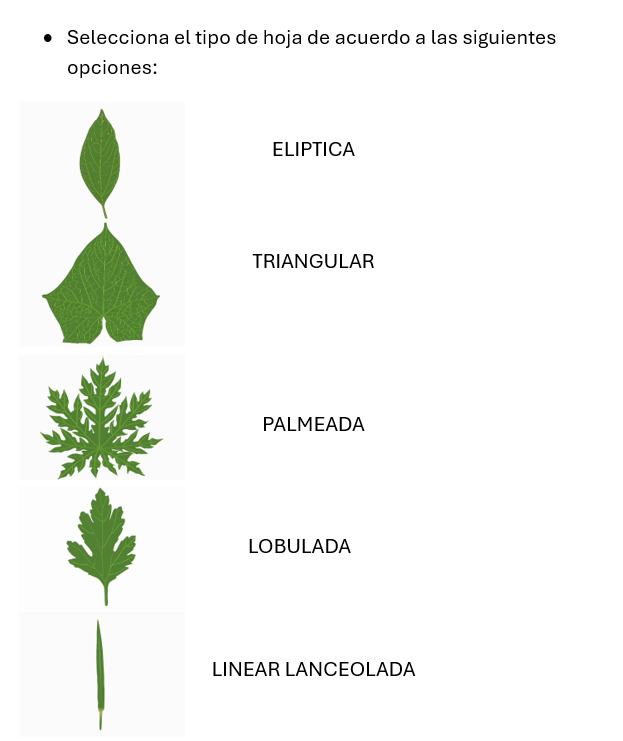 • Selecciona el tipo de hoja de acuerdo a las siguientes
opciones:
ELIPTICA
TRIANGULAR
PALMEADA
LOBULADA
LINEAR LANCEOLADA